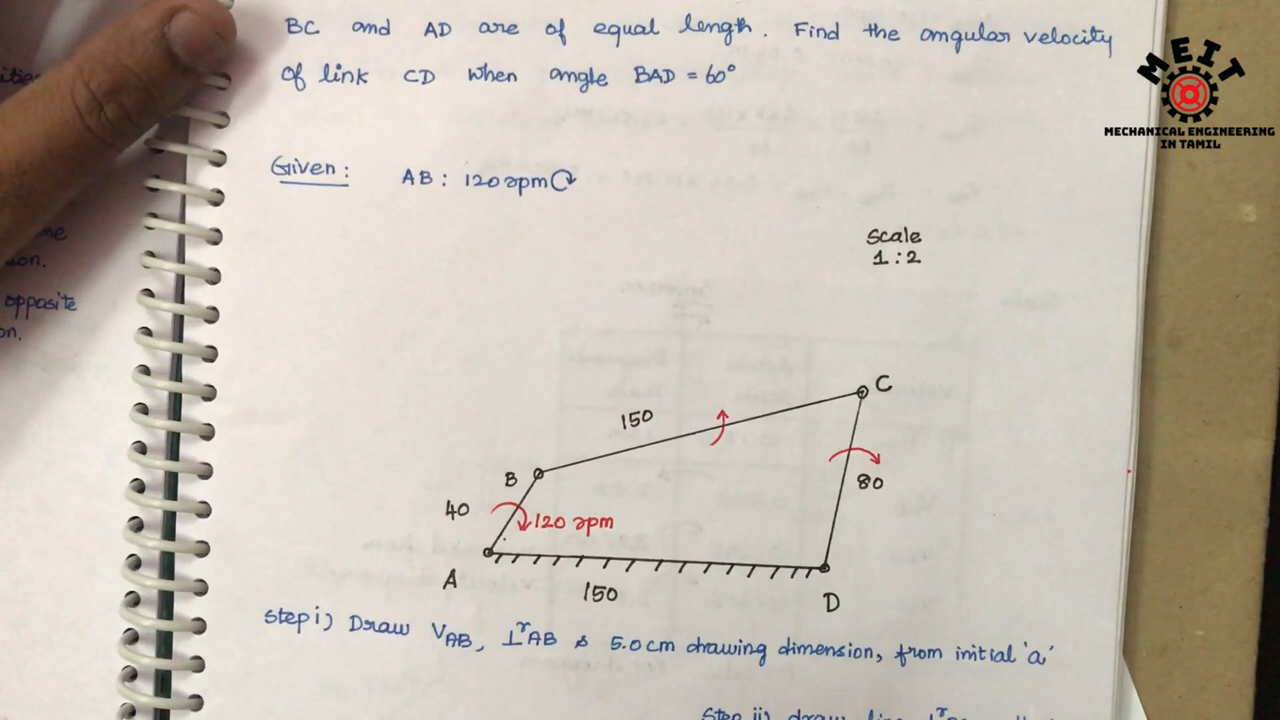 BC and AD are of equal length. Find the angular velocity
of link CD when angle BAD = 60°
Given: AB: 120 rpm
Scale
1:2
C
150
B
80
40
120 rpm
A
150
D
Step i) Draw VAB, ⊥r AB & 5.0 cm drawing dimension, from initial 'a'
opposite
MEIT
MECHANICAL ENGINEERING
IN TAMIL